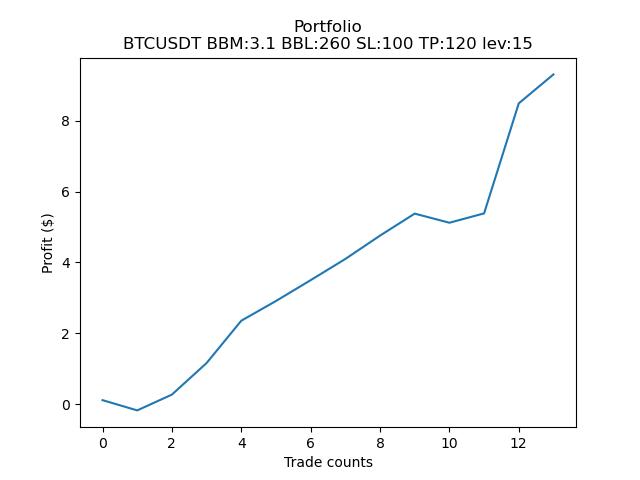 Portfolio
BTCUSDT BBM:3.1 BBL:260 SL:100 TP:120 lev:15
8
6
4
2
0
Profit ($)
0 2 4 6 8 10 12
Trade counts